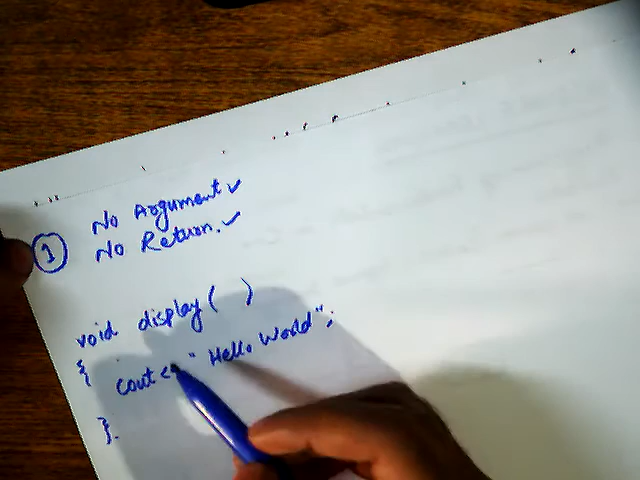 ① No Argument ✓
No Return. ✓
void display ( )
{
cout << " Hello World";
}.